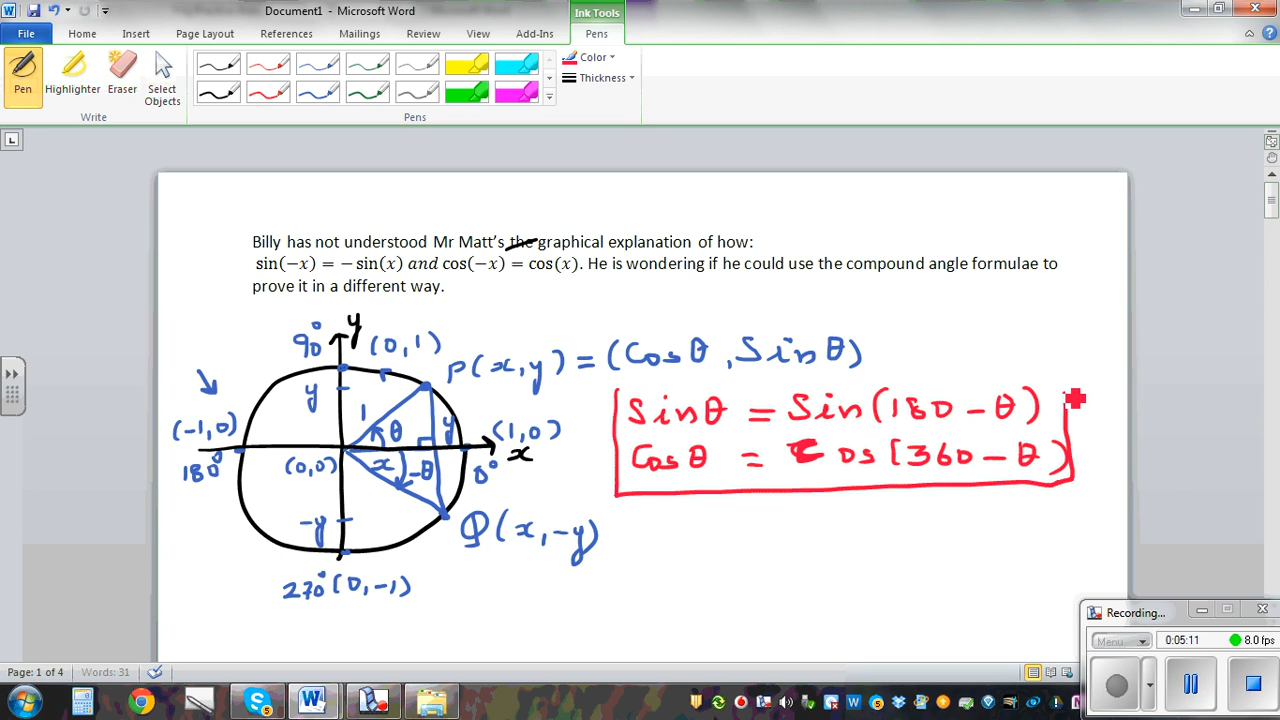 Document1 - Microsoft Word
Ink Tools
File Home Insert Page Layout References Mailings Review View Add-Ins Pens
Pen Highlighter Eraser Select Objects
Color
Thickness
Write Pens
Billy has not understood Mr Matt's the graphical explanation of how:
sin(−x) = − sin(x) and cos(−x) = cos(x). He is wondering if he could use the compound angle formulae to
prove it in a different way.
y
90° (0, 1)
P(x, y) = (Cosθ , Sinθ)
y
1 θ y
(-1, 0) (1, 0)
180° (0,0) x -θ 0° x
-y
Q(x, -y)
270° (0, -1)
Sinθ = Sin(180 - θ)
Cosθ = Cos(360 - θ)
Recording...
Menu 0:05:11 8.0 fps
Page: 1 of 4 Words: 31